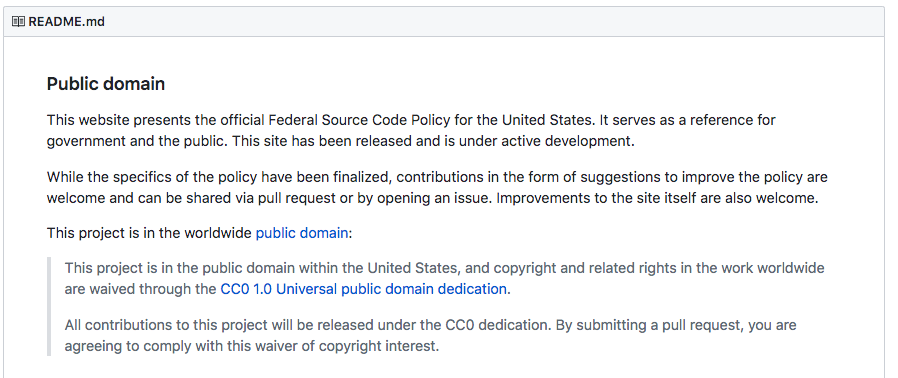 README.md
Public domain
This website presents the official Federal Source Code Policy for the United States. It serves as a reference for
government and the public. This site has been released and is under active development.
While the specifics of the policy have been finalized, contributions in the form of suggestions to improve the policy are
welcome and can be shared via pull request or by opening an issue. Improvements to the site itself are also welcome.
This project is in the worldwide public domain:
This project is in the public domain within the United States, and copyright and related rights in the work worldwide
are waived through the CC0 1.0 Universal public domain dedication.
All contributions to this project will be released under the CC0 dedication. By submitting a pull request, you are
agreeing to comply with this waiver of copyright interest.